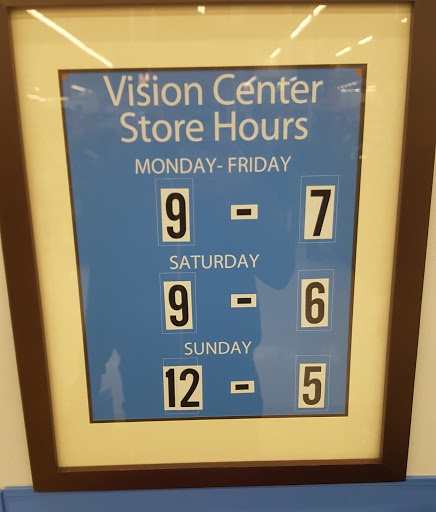 Vision Center
Store Hours
MONDAY- FRIDAY
9 - 7
SATURDAY
9 - 6
SUNDAY
12 - 5